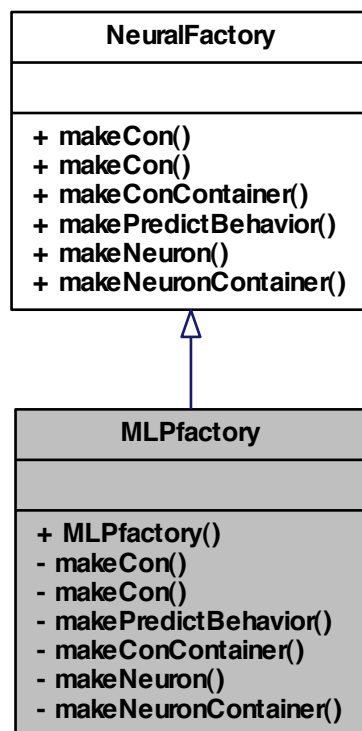 NeuralFactory
+ makeCon()
+ makeCon()
+ makeConContainer()
+ makePredictBehavior()
+ makeNeuron()
+ makeNeuronContainer()
MLPfactory
+ MLPfactory()
- makeCon()
- makeCon()
- makePredictBehavior()
- makeConContainer()
- makeNeuron()
- makeNeuronContainer()